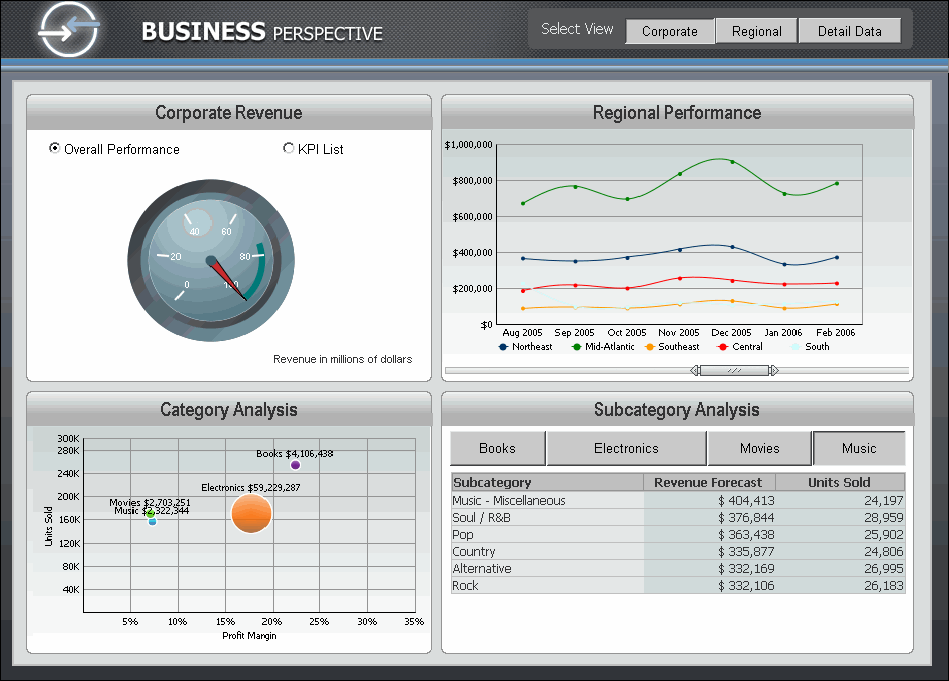 BUSINESS PERSPECTIVE
Select View
Corporate
Regional
Detail Data
Corporate Revenue
Overall Performance
KPI List
0
20
40
60
80
Revenue in millions of dollars
Regional Performance
$1,000,000
$800,000
$600,000
$400,000
$200,000
$0
Aug 2005 Sep 2005 Oct 2005 Nov 2005 Dec 2005 Jan 2006 Feb 2006
Northeast Mid-Atlantic Southeast Central South
Category Analysis
300K
280K
240K
200K
160K
120K
80K
40K
Units Sold
Books $4,106,438
Electronics $59,229,287
Movies $2,703,251
Music $2,322,344
5% 10% 15% 20% 25% 30% 35%
Profit Margin
Subcategory Analysis
Books Electronics Movies Music
Subcategory Revenue Forecast Units Sold
Music - Miscellaneous $ 404,413 24,197
Soul / R&B $ 376,844 28,959
Pop $ 363,438 25,902
Country $ 335,877 24,806
Alternative $ 332,169 26,995
Rock $ 332,106 26,183